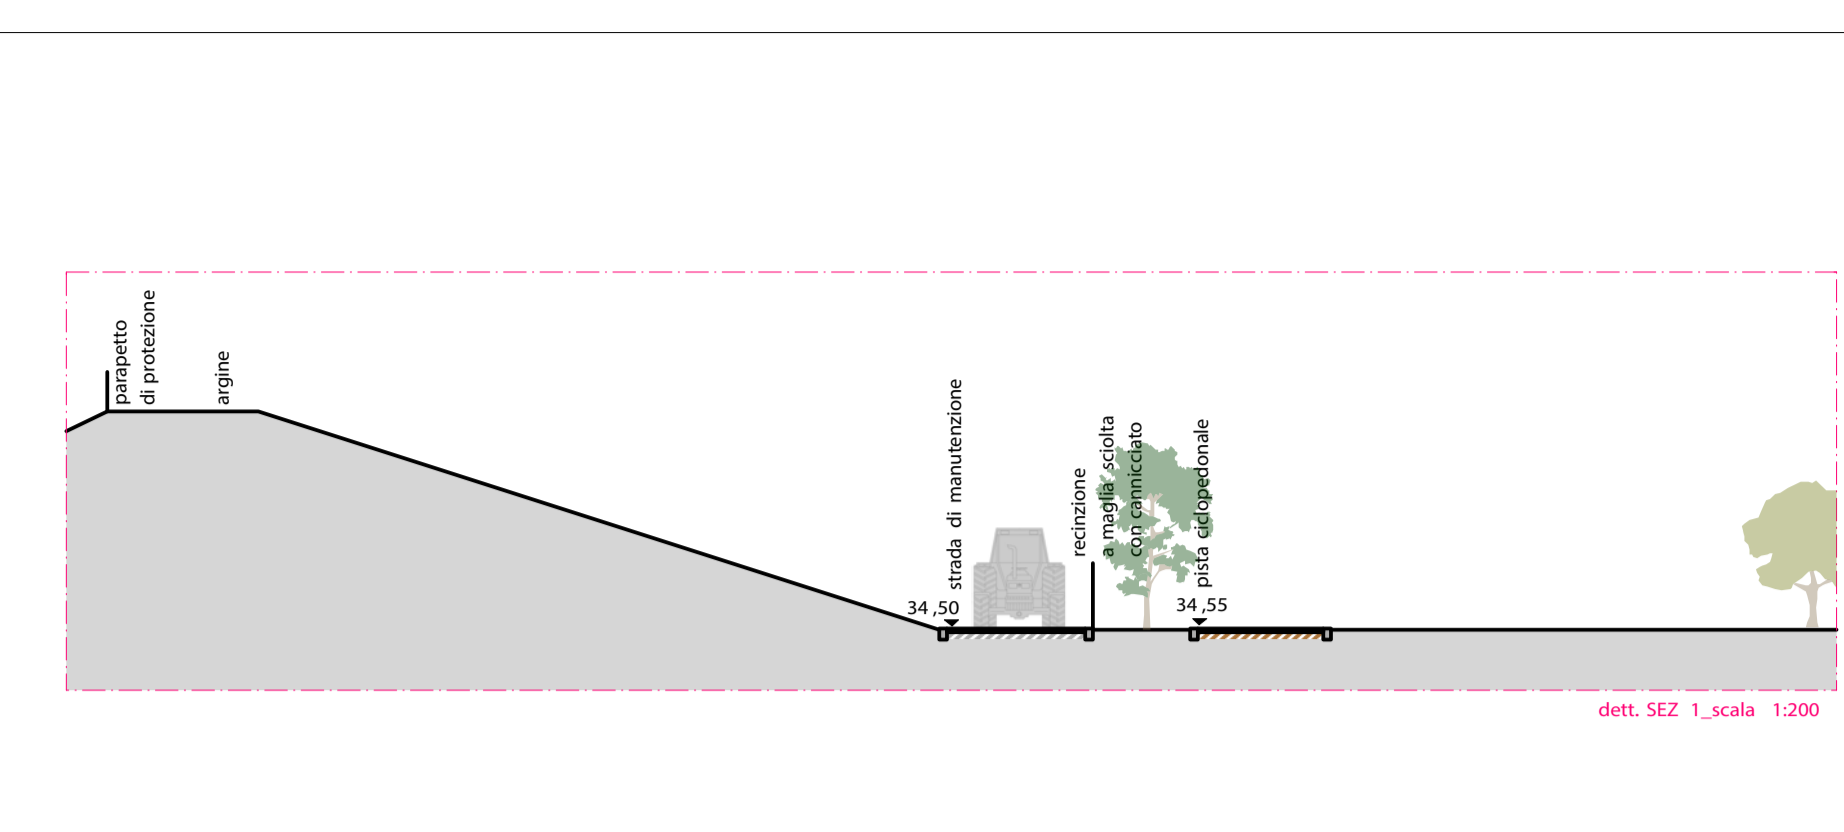 parapetto
di protezione
argine
strada di manutenzione
recinzione
a maglia sciolta
con cannicciato
pista ciclopedonale
34 ,50
34 ,55
dett. SEZ 1_scala 1:200